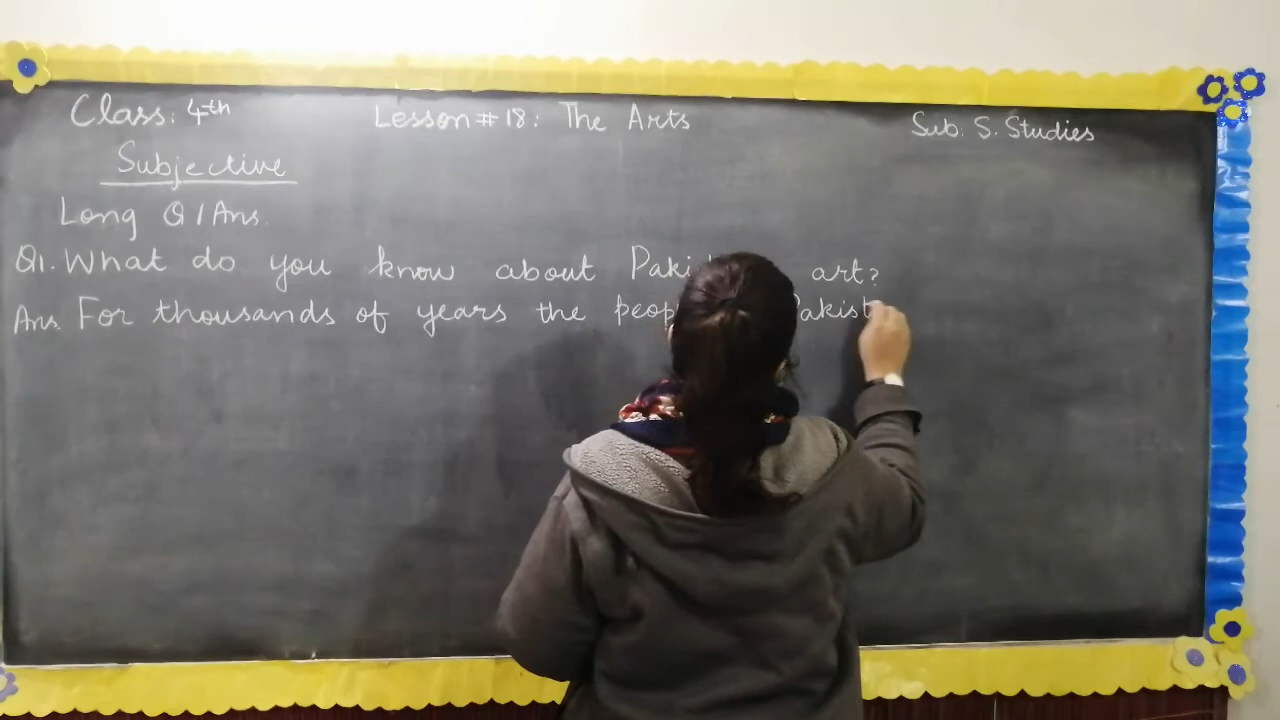 Class: 4th Lesson #18: The Arts Sub. S. Studies
Subjective
Long Q/Ans.
Q1. What do you know about art?
Ans. For thousands of years the